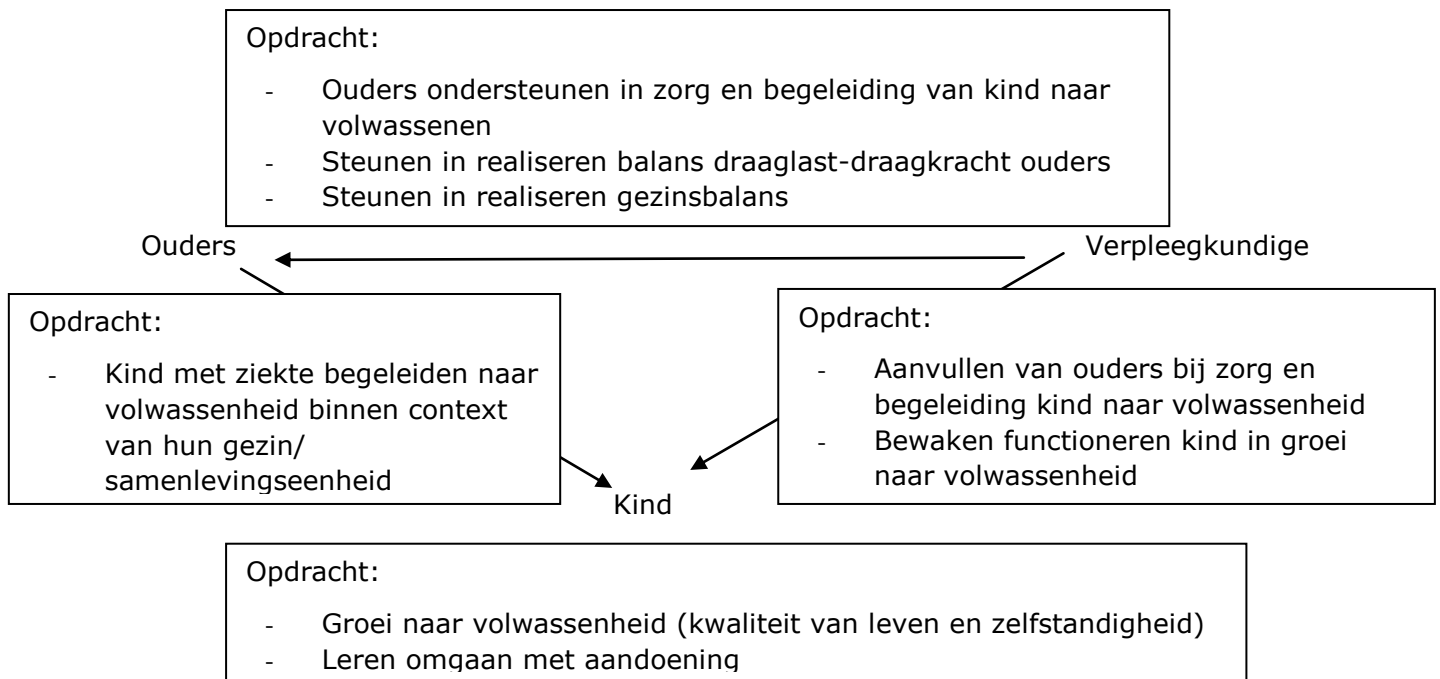 Opdracht:
- Ouders ondersteunen in zorg en begeleiding van kind naar
volwassenen
- Steunen in realiseren balans draaglast-draagkracht ouders
- Steunen in realiseren gezinsbalans
Ouders
Verpleegkundige
Opdracht:
- Kind met ziekte begeleiden naar
volwassenheid binnen context
van hun gezin/
samenlevingseenheid
Opdracht:
- Aanvullen van ouders bij zorg en
begeleiding kind naar volwassenheid
- Bewaken functioneren kind in groei
naar volwassenheid
Kind
Opdracht:
- Groei naar volwassenheid (kwaliteit van leven en zelfstandigheid)
- Leren omgaan met aandoening